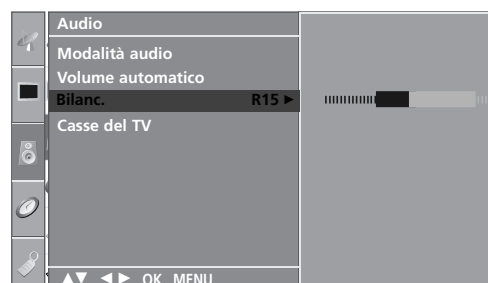 Audio
Modalità audio
Volume automatico
Bilanc. R15 ►
Casse del TV
▲▼ ◄► OK MENU